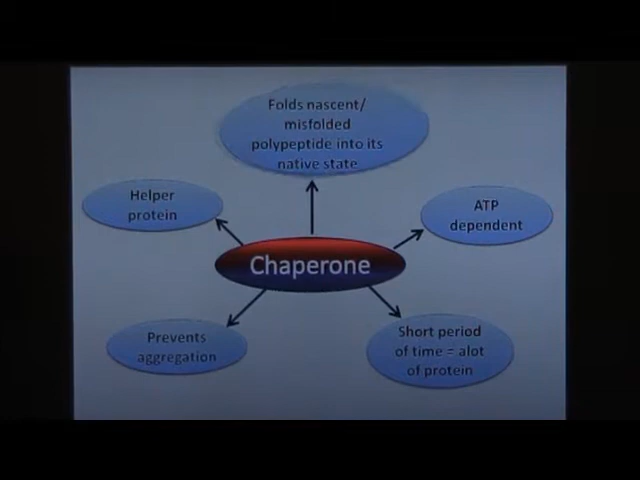 Folds nascent/
misfolded
polypeptide into its
native state
Helper
protein
ATP
dependent
Chaperone
Prevents
aggregation
Short period
of time = alot
of protein